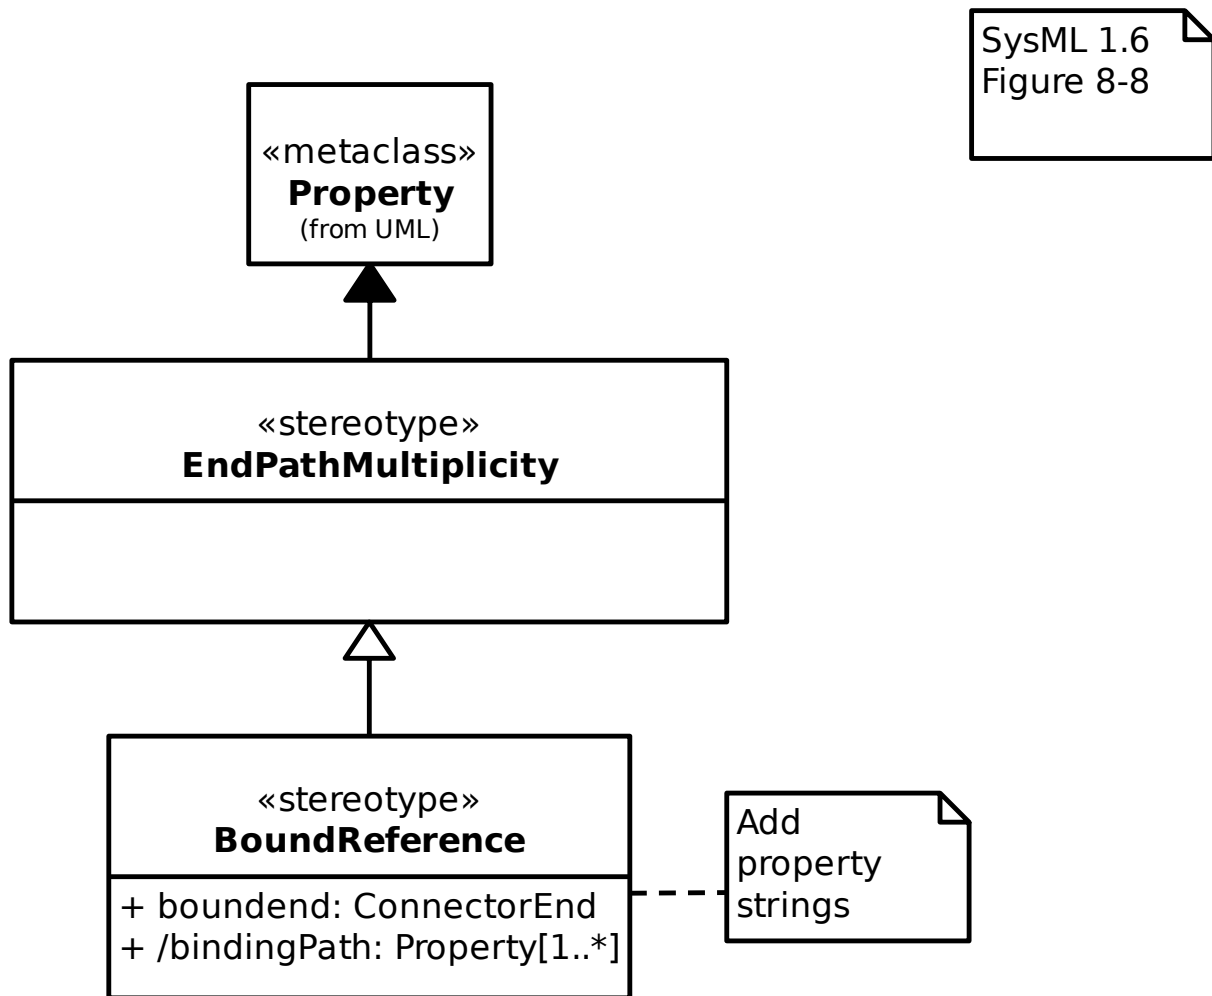 SysML 1.6
Figure 8-8
«metaclass»
Property
(from UML)
«stereotype»
EndPathMultiplicity
«stereotype»
BoundReference
+ boundend: ConnectorEnd
+ /bindingPath: Property[1..*]
Add
property
strings